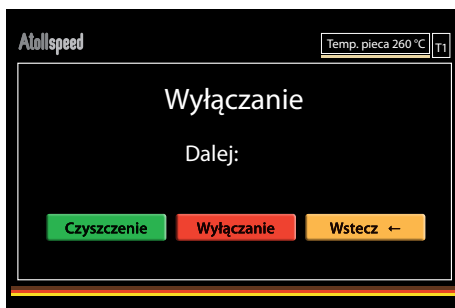 Atollspeed
Temp. pieca 260 °C
T1
Wyłączanie
Dalej:
Czyszczenie
Wyłączanie
Wstecz ←